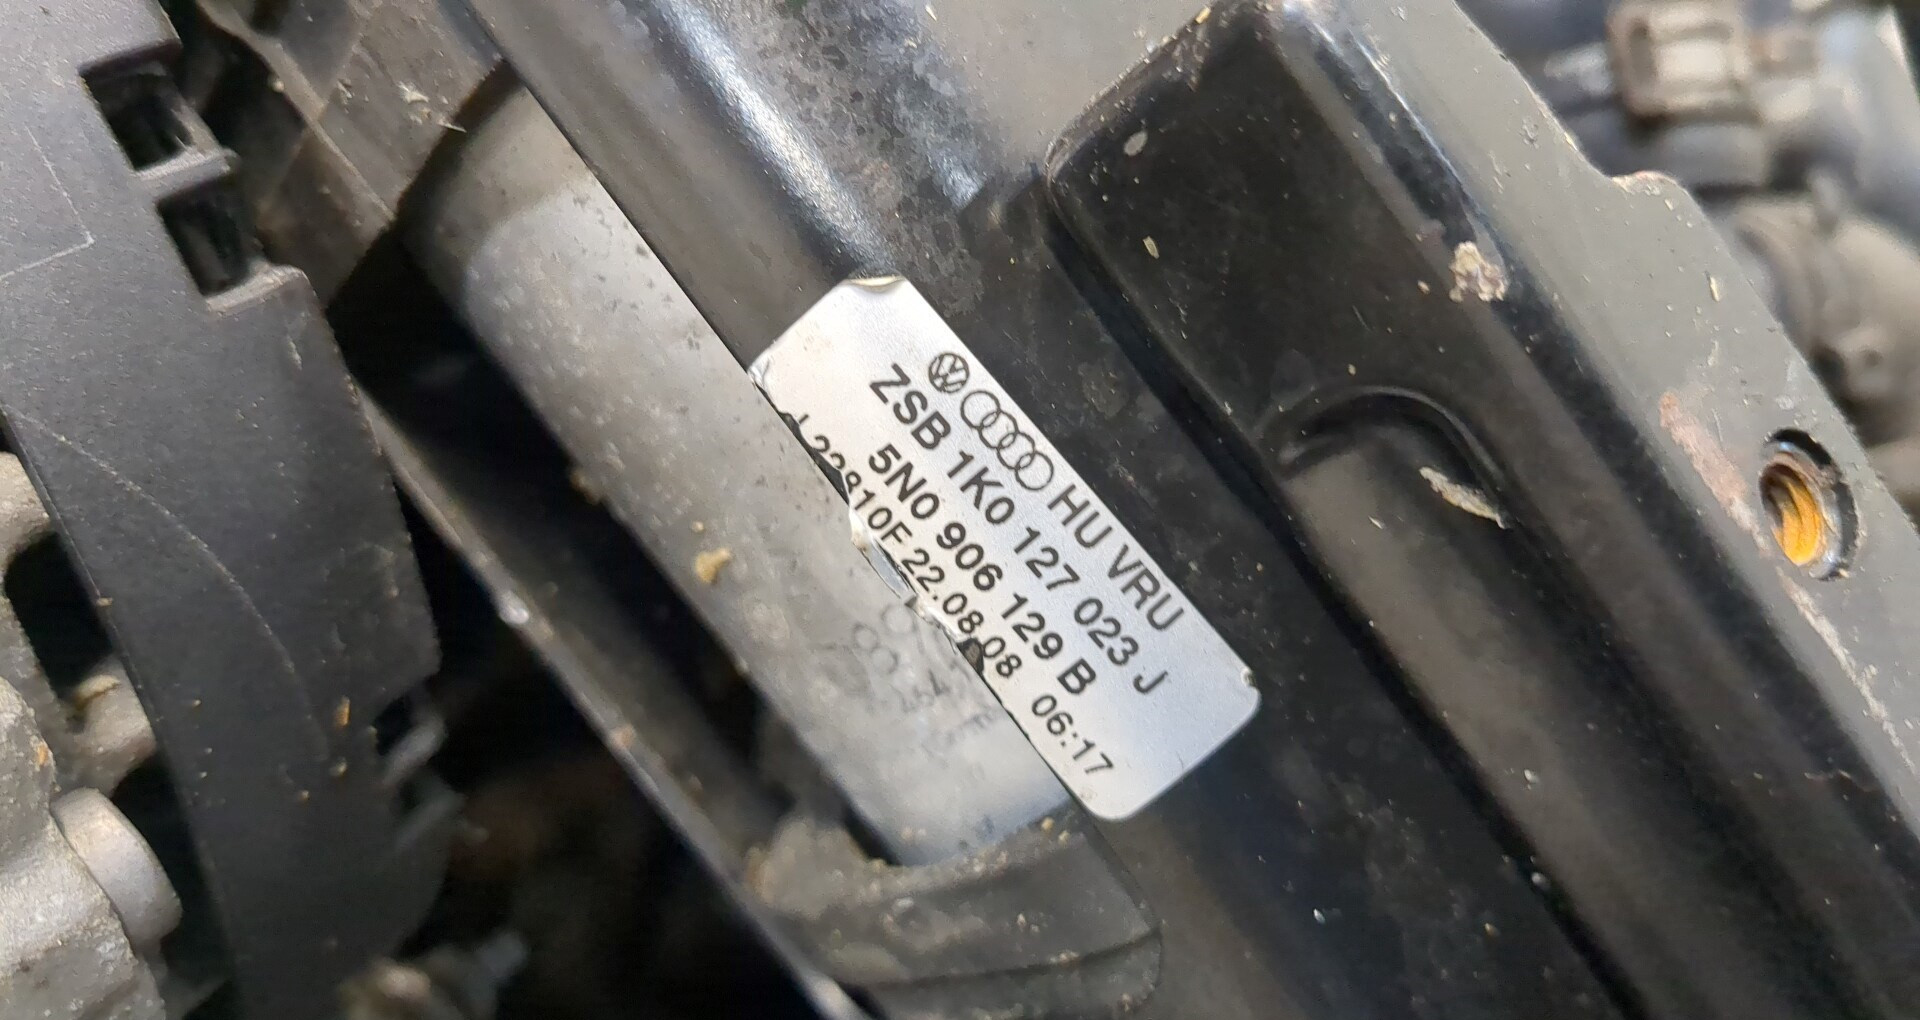 HU VRU
ZSB 1K0 127 023 J
5N0 906 129 B
22.08.08 06:17